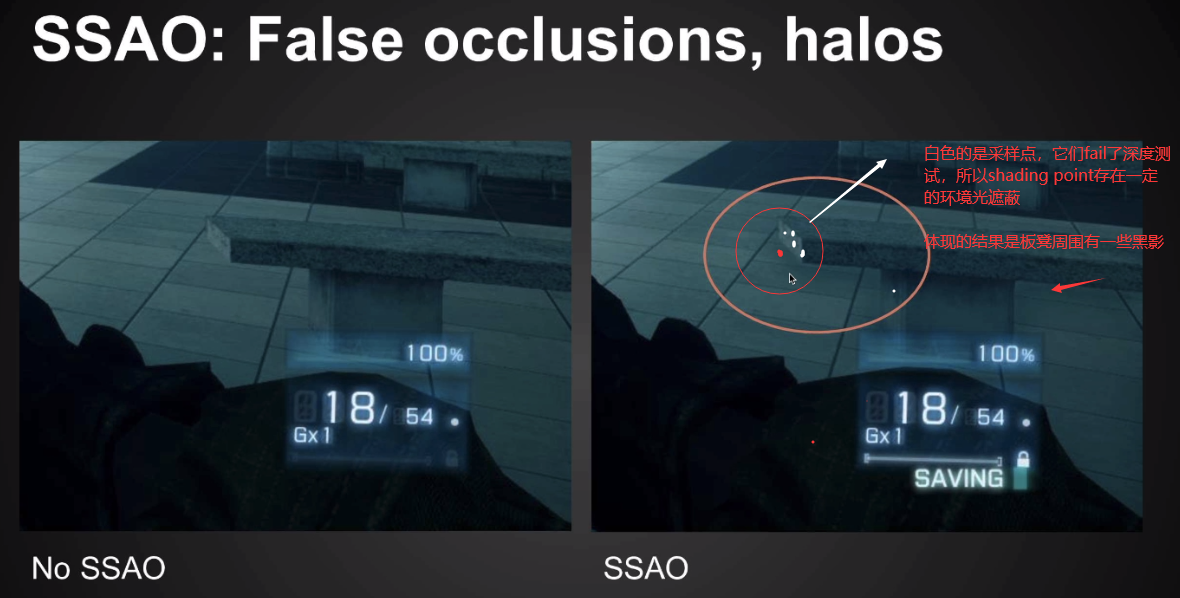 SSAO: False occlusions, halos
白色的是采样点，它们fail了深度测
试，所以shading point存在一定
的环境光遮蔽
体现的结果是板凳周围有一些黑影
100%
18/ 54
Gx1
100%
18/ 54
Gx1
SAVING
No SSAO
SSAO